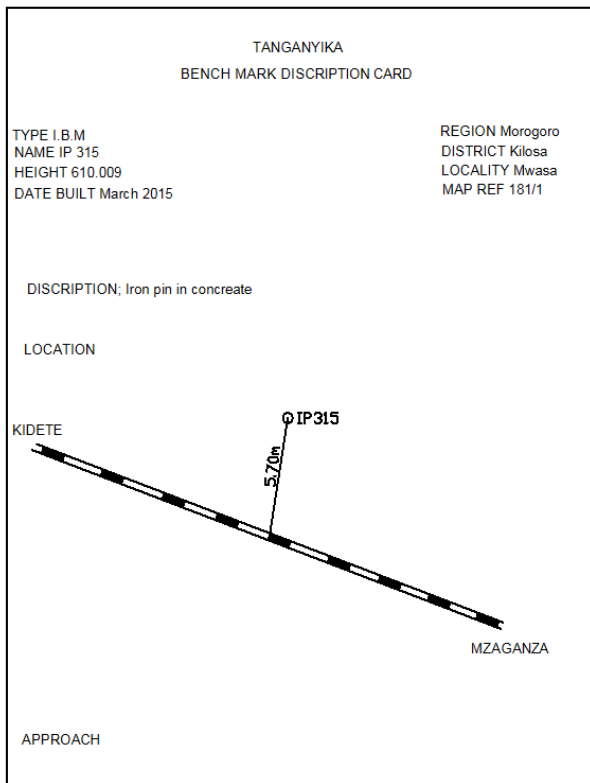 TANGANYIKA
BENCH MARK DISCRIPTION CARD
TYPE I.B.M
NAME IP 315
HEIGHT 610.009
DATE BUILT March 2015
REGION Morogoro
DISTRICT Kilosa
LOCALITY Mwasa
MAP REF 181/1
DISCRIPTION; Iron pin in concreate
LOCATION
IP315
KIDETE
5.70m
MZAGANZA
APPROACH